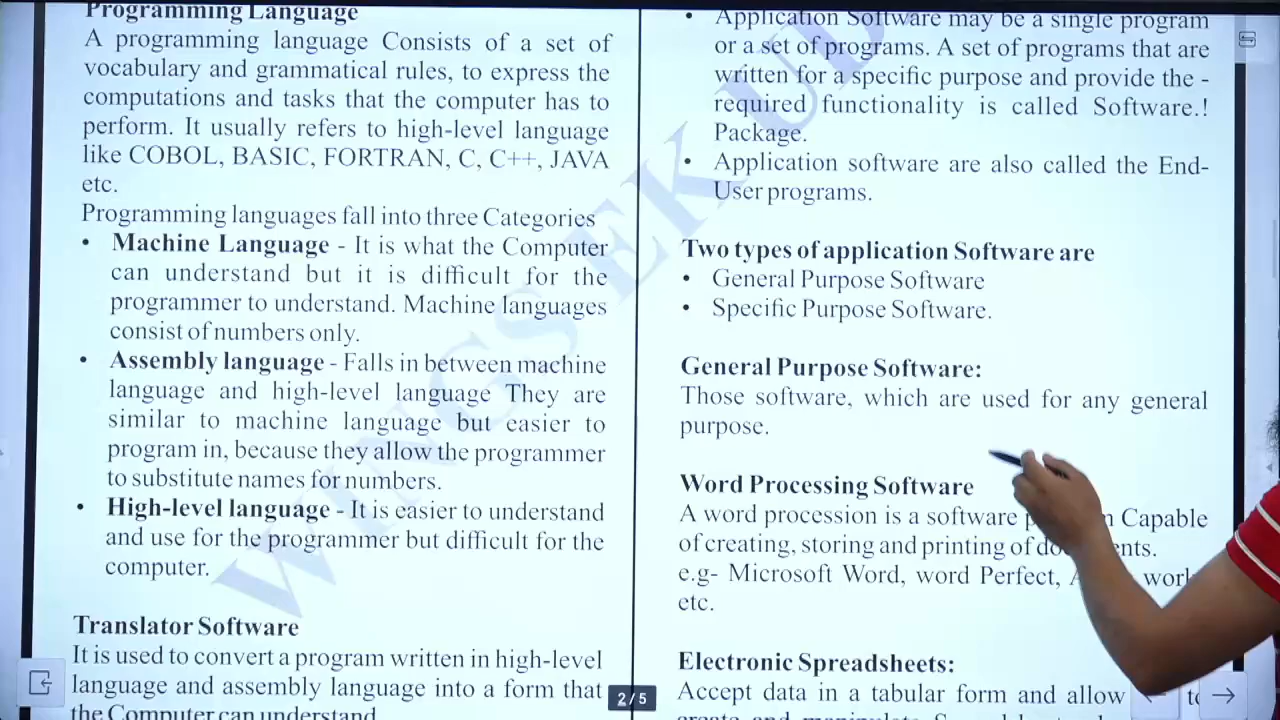 Programming Language
A programming language Consists of a set of
vocabulary and grammatical rules, to express the
computations and tasks that the computer has to
perform. It usually refers to high-level language
like COBOL, BASIC, FORTRAN, C, C++, JAVA
etc.
Programming languages fall into three Categories
• Machine Language - It is what the Computer
can understand but it is difficult for the
programmer to understand. Machine languages
consist of numbers only.
• Assembly language - Falls in between machine
language and high-level language They are
similar to machine language but easier to
program in, because they allow the programmer
to substitute names for numbers.
• High-level language - It is easier to understand
and use for the programmer but difficult for the
computer.
Translator Software
It is used to convert a program written in high-level
language and assembly language into a form that
the Computer can understand
• Application Software may be a single program
or a set of programs. A set of programs that are
written for a specific purpose and provide the -
required functionality is called Software.!
Package.
• Application software are also called the End-
User programs.
Two types of application Software are
• General Purpose Software
• Specific Purpose Software.
General Purpose Software:
Those software, which are used for any general
purpose.
Word Processing Software
A word procession is a software Capable
of creating, storing and printing of
e.g- Microsoft Word, word Perfect,
etc.
Electronic Spreadsheets:
Accept data in a tabular form and allow
WINGS EK UD
2/5